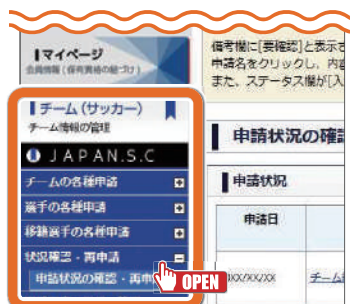 マイページ
会員情報(保有資格の紐づけ)
チーム(サッカー)
チーム情報の管理
JAPAN.S.C
チームの各種申請
選手の各種申請
移籍選手の各種申請
状況確認・再申請
申請状況の確認・再申
OPEN
備考欄に[要確認]と表示さ
申請名をクリックし、内容
また、ステータス欄が[入
申請状況の確認
申請状況
申請日
XX/XX/XX
チーム